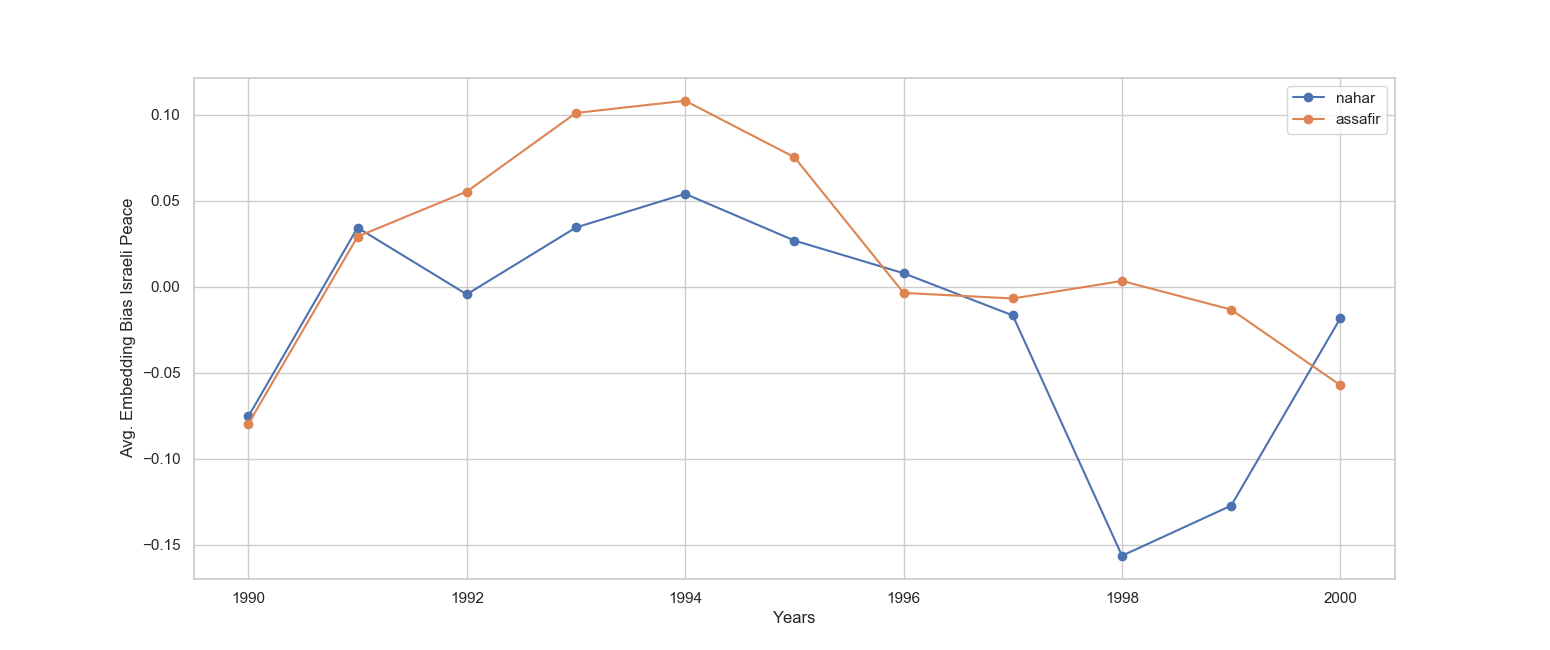 nahar
assafir
0.10
0.05
0.00
−0.05
−0.10
−0.15
Avg. Embedding Bias Israeli Peace
1990 1992 1994 1996 1998 2000
Years